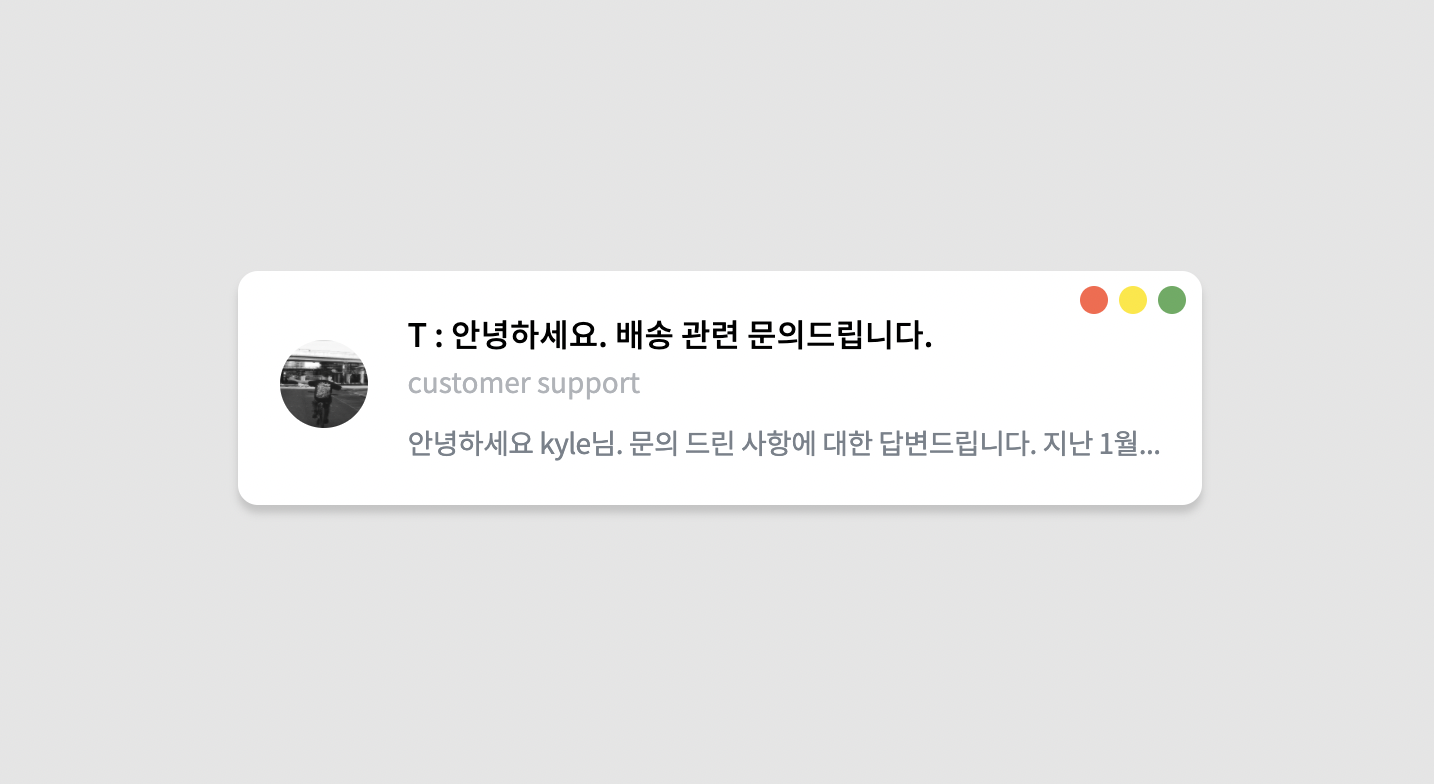 T : 안녕하세요. 배송 관련 문의드립니다.
customer support
안녕하세요 kyle님. 문의 드린 사항에 대한 답변드립니다. 지난 1월...